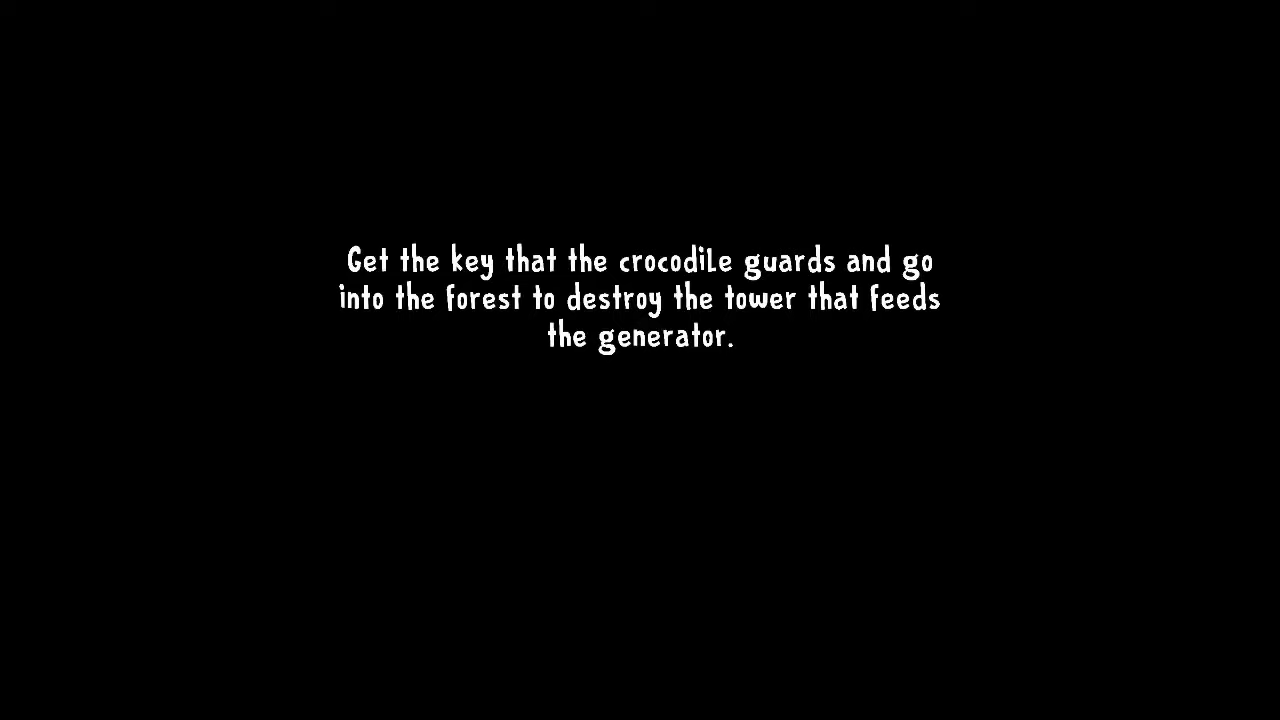 Get the key that the crocodile guards and go
into the forest to destroy the tower that feeds
the generator.